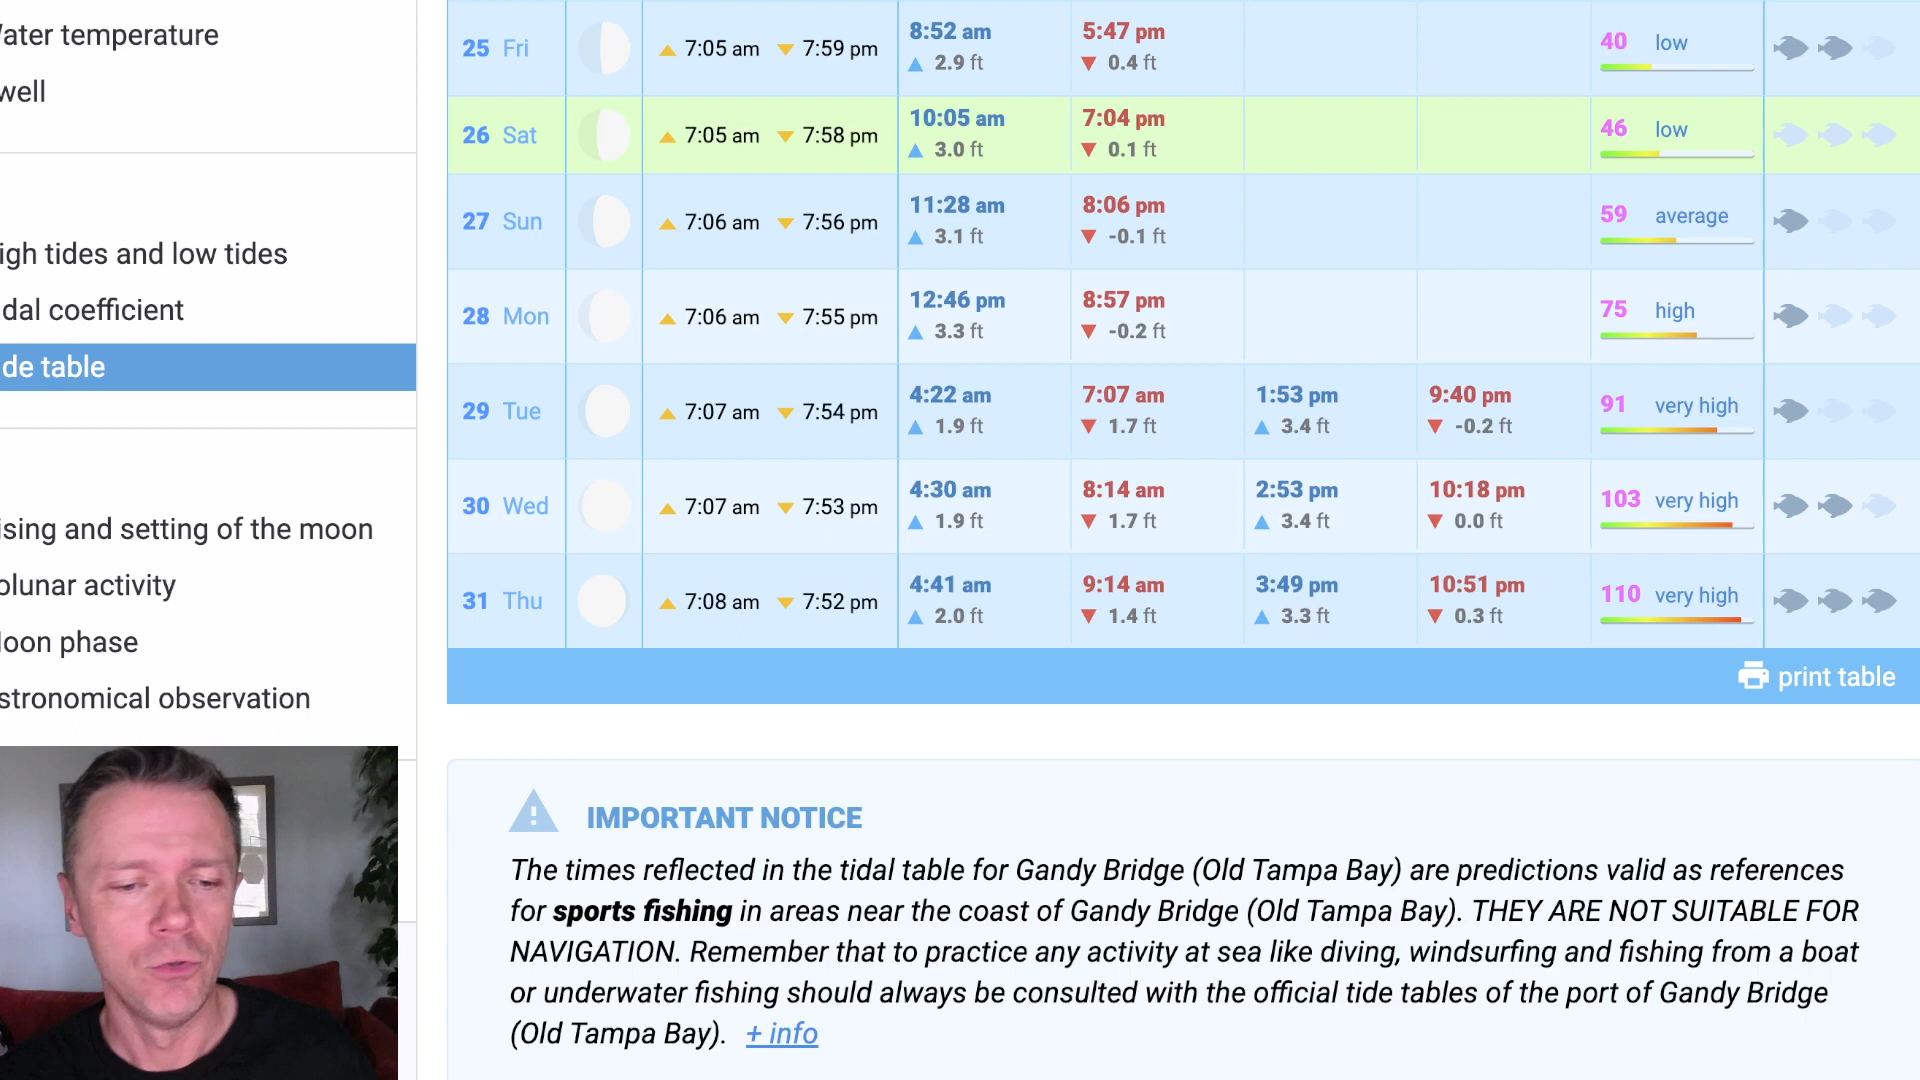 ater temperature
well
igh tides and low tides
dal coefficient
de table
ising and setting of the moon
olunar activity
oon phase
stronomical observation
25 Fri 7:05 am 7:59 pm 8:52 am 5:47 pm 40 low
2.9 ft 0.4 ft
26 Sat 7:05 am 7:58 pm 10:05 am 7:04 pm 46 low
3.0 ft 0.1 ft
27 Sun 7:06 am 7:56 pm 11:28 am 8:06 pm 59 average
3.1 ft -0.1 ft
28 Mon 7:06 am 7:55 pm 12:46 pm 8:57 pm 75 high
3.3 ft -0.2 ft
29 Tue 7:07 am 7:54 pm 4:22 am 7:07 am 1:53 pm 9:40 pm 91 very high
1.9 ft 1.7 ft 3.4 ft -0.2 ft
30 Wed 7:07 am 7:53 pm 4:30 am 8:14 am 2:53 pm 10:18 pm 103 very high
1.9 ft 1.7 ft 3.4 ft 0.0 ft
31 Thu 7:08 am 7:52 pm 4:41 am 9:14 am 3:49 pm 10:51 pm 110 very high
2.0 ft 1.4 ft 3.3 ft 0.3 ft
print table
IMPORTANT NOTICE
The times reflected in the tidal table for Gandy Bridge (Old Tampa Bay) are predictions valid as references
for sports fishing in areas near the coast of Gandy Bridge (Old Tampa Bay). THEY ARE NOT SUITABLE FOR
NAVIGATION. Remember that to practice any activity at sea like diving, windsurfing and fishing from a boat
or underwater fishing should always be consulted with the official tide tables of the port of Gandy Bridge
(Old Tampa Bay). + info